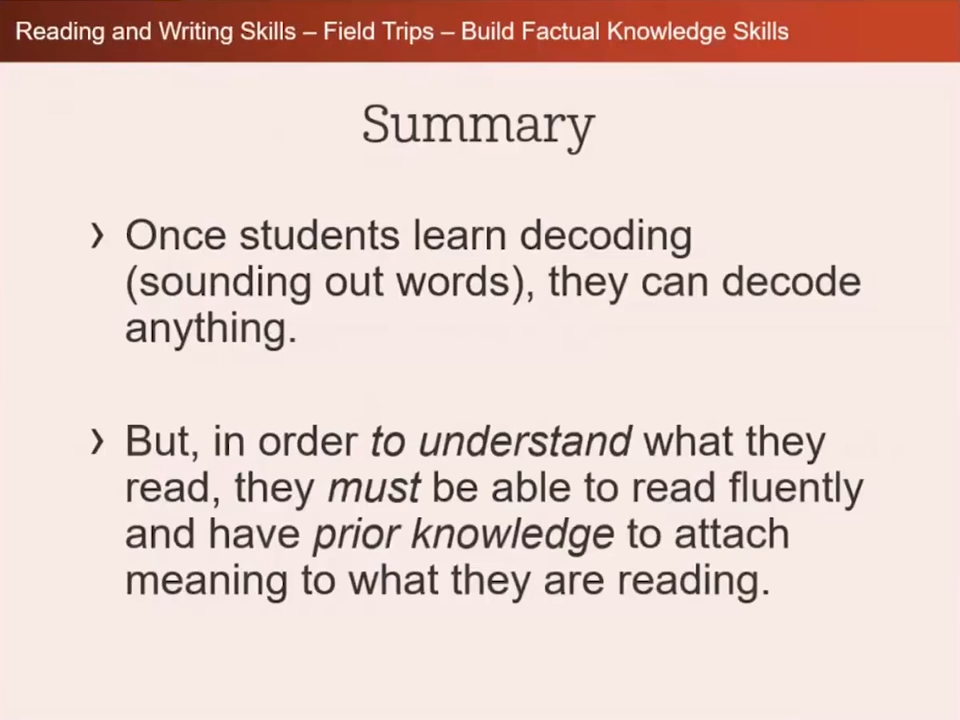 Reading and Writing Skills – Field Trips – Build Factual Knowledge Skills
Summary
› Once students learn decoding
(sounding out words), they can decode
anything.
› But, in order to understand what they
read, they must be able to read fluently
and have prior knowledge to attach
meaning to what they are reading.